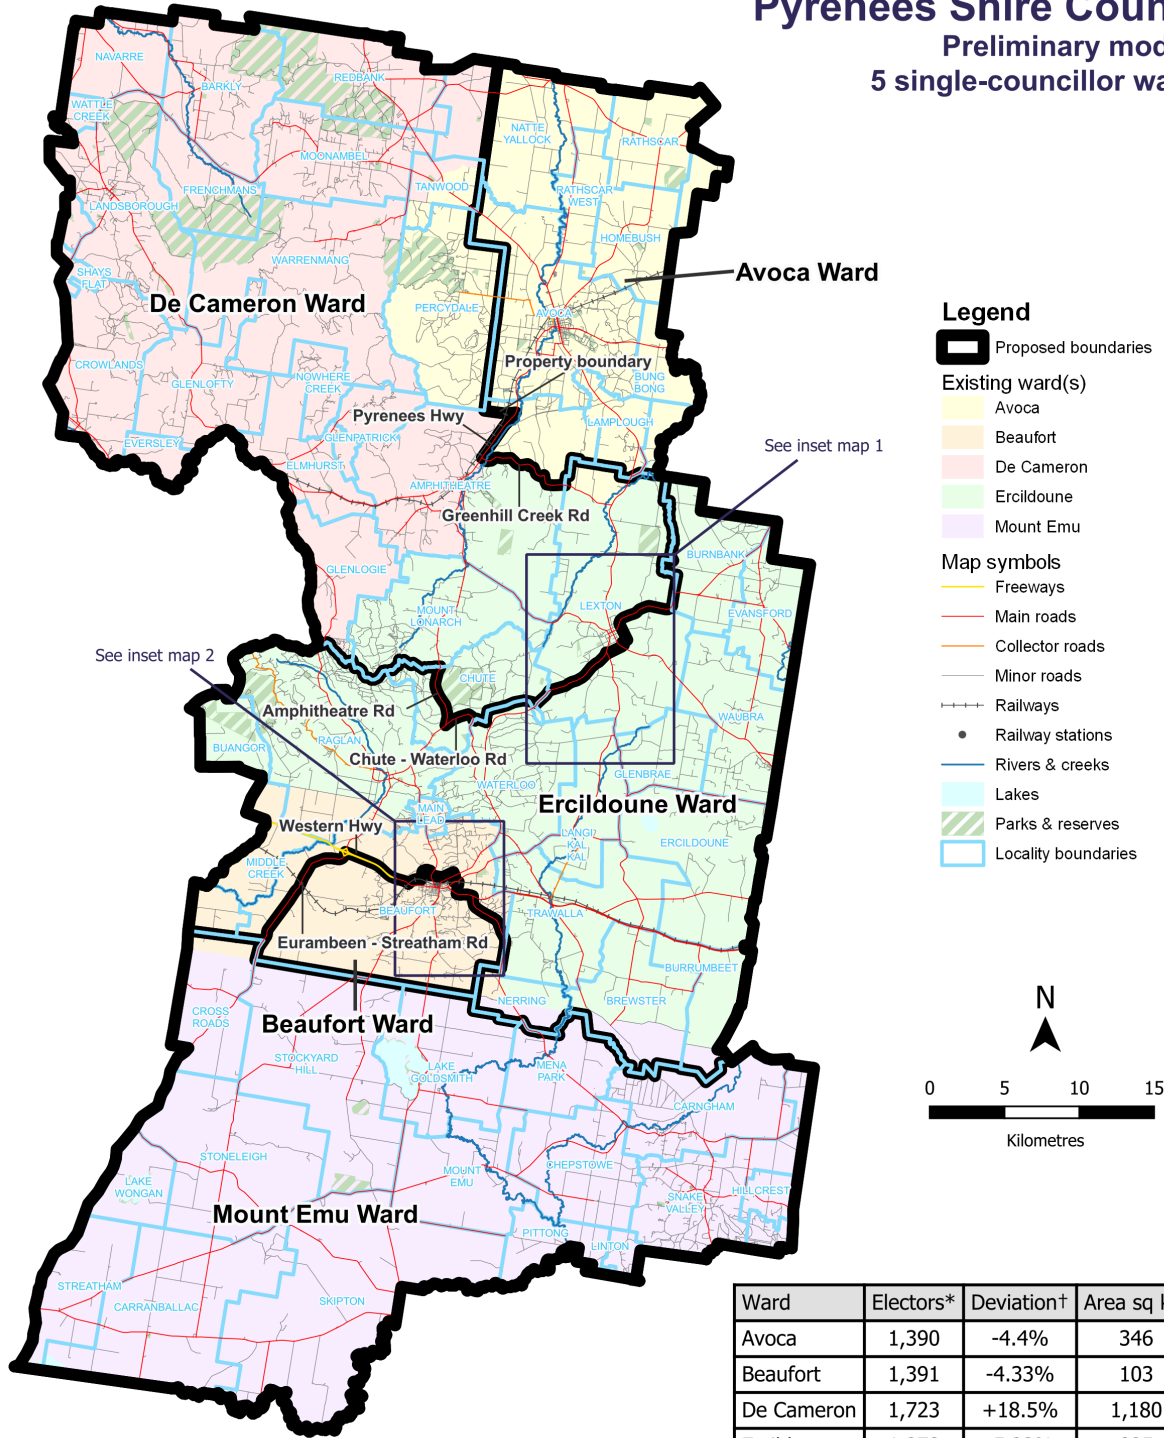 Pyrenees Shire
Preliminary
5 single-councillor
NAVARRE
BARKLY
REDBANK
WATTLE
CREEK
NATTE
YALLOCK
RATHSCAR
MOONAMBEL
FRENCHMANS
TANWOOD
RATHSCAR
WEST
LANDSBOROUGH
HOMEBUSH
WARRENMANG
SHAYS
FLAT
Avoca Ward
De Cameron Ward
PERCYDALE
AVOCA
Property boundary
CROWLANDS
GLENLOFTY
NOWHERE
CREEK
BUNG
BONG
Pyrenees Hwy
LAMPLOUGH
EVERSLEY
GLENPATRICK
ELMHURST
See inset map 1
AMPHITHEATRE
Greenhill Creek Rd
BURNBANK
GLENLOGIE
MOUNT
LONARCH
LEXTON
EVANSFORD
See inset map 2
CHUTE
Amphitheatre Rd
WAUBRA
BUANGOR
RAGLAN
Chute - Waterloo Rd
GLENBRAE
WATERLOO
Ercildoune Ward
MAIN
LEAD
Western Hwy
LANGI
KAL
KAL
ERCILDOUNE
MIDDLE
CREEK
BEAUFORT
TRAWALLA
Eurambeen - Streatham Rd
BURRUMBEET
NERRING
BREWSTER
CROSS
ROADS
Beaufort Ward
STOCKYARD
HILL
LAKE
GOLDSMITH
MENA
PARK
CARNGHAM
STONELEIGH
CHEPSTOWE
MOUNT
EMU
LAKE
WONGAN
SNAKE
VALLEY
HILLCREST
Mount Emu Ward
PITTONG
LINTON
STREATHAM
CARRANBALLAC
SKIPTON
Legend
Proposed boundaries
Existing ward(s)
Avoca
Beaufort
De Cameron
Ercildoune
Mount Emu
Map symbols
Freeways
Main roads
Collector roads
Minor roads
Railways
Railway stations
Rivers & creeks
Lakes
Parks & reserves
Locality boundaries
N
0 5 10 15
Kilometres
Ward Electors* Deviation† Area sq
Avoca 1,390 -4.4% 346
Beaufort 1,391 -4.33% 103
De Cameron 1,723 +18.5% 1,180